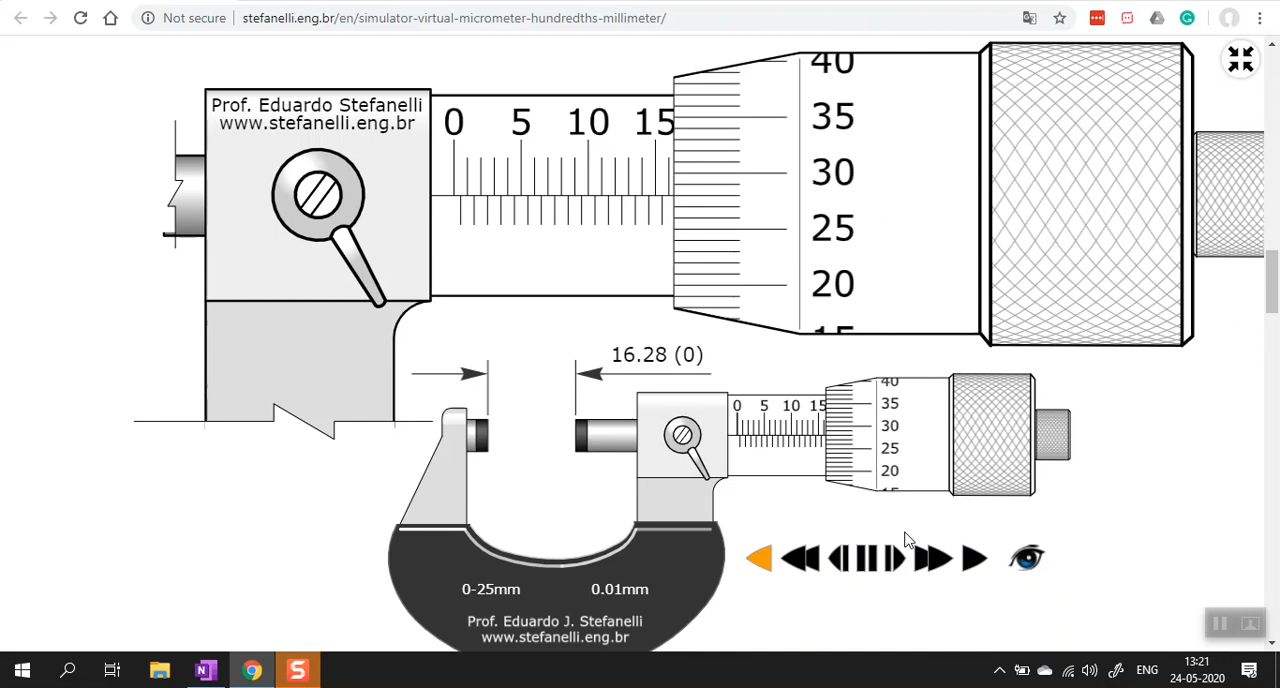 Not secure
stefanelli.eng.br/en/simulator-virtual-micrometer-hundredths-millimeter/
Prof. Eduardo Stefanelli
www.stefanelli.eng.br
0 5 10 15
40
35
30
25
20
15
16.28 (0)
0 5 10 15
40
35
30
25
20
15
0-25mm 0.01mm
Prof. Eduardo J. Stefanelli
www.stefanelli.eng.br
N
S
ENG
13:21
24-05-2020